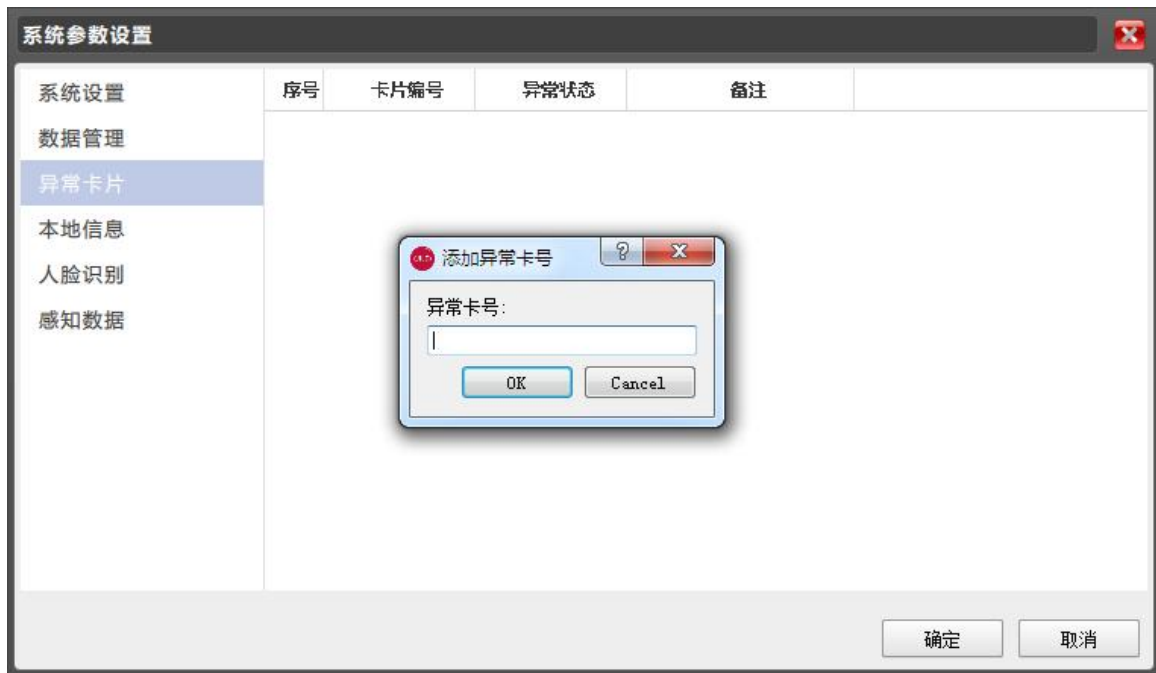 系统参数设置
系统设置
数据管理
异常卡片
本地信息
人脸识别
感知数据
序号 卡片编号 异常状态 备注
添加异常卡号
异常卡号:
OK Cancel
确定 取消